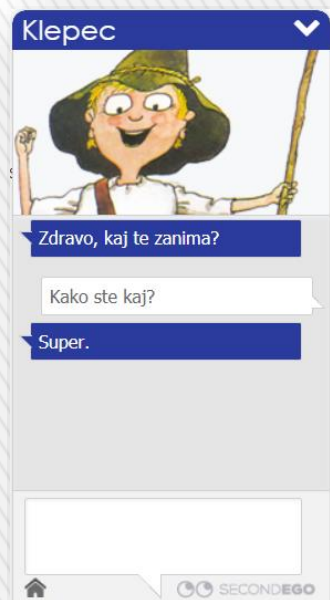 Klepec
Zdravo, kaj te zanima?
Kako ste kaj?
Super.
SECONDEGO